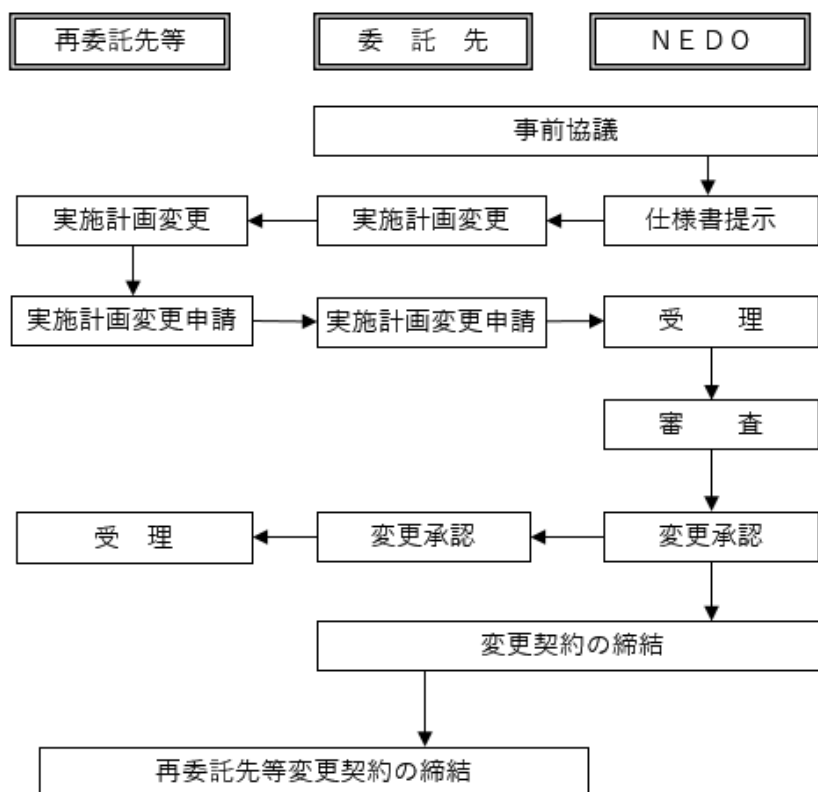 再委託先等
委　託　先
ＮＥＤＯ
事前協議
実施計画変更
実施計画変更
仕様書提示
実施計画変更申請
実施計画変更申請
受　　理
審　　査
受　理
変更承認
変更承認
変更契約の締結
再委託先等変更契約の締結